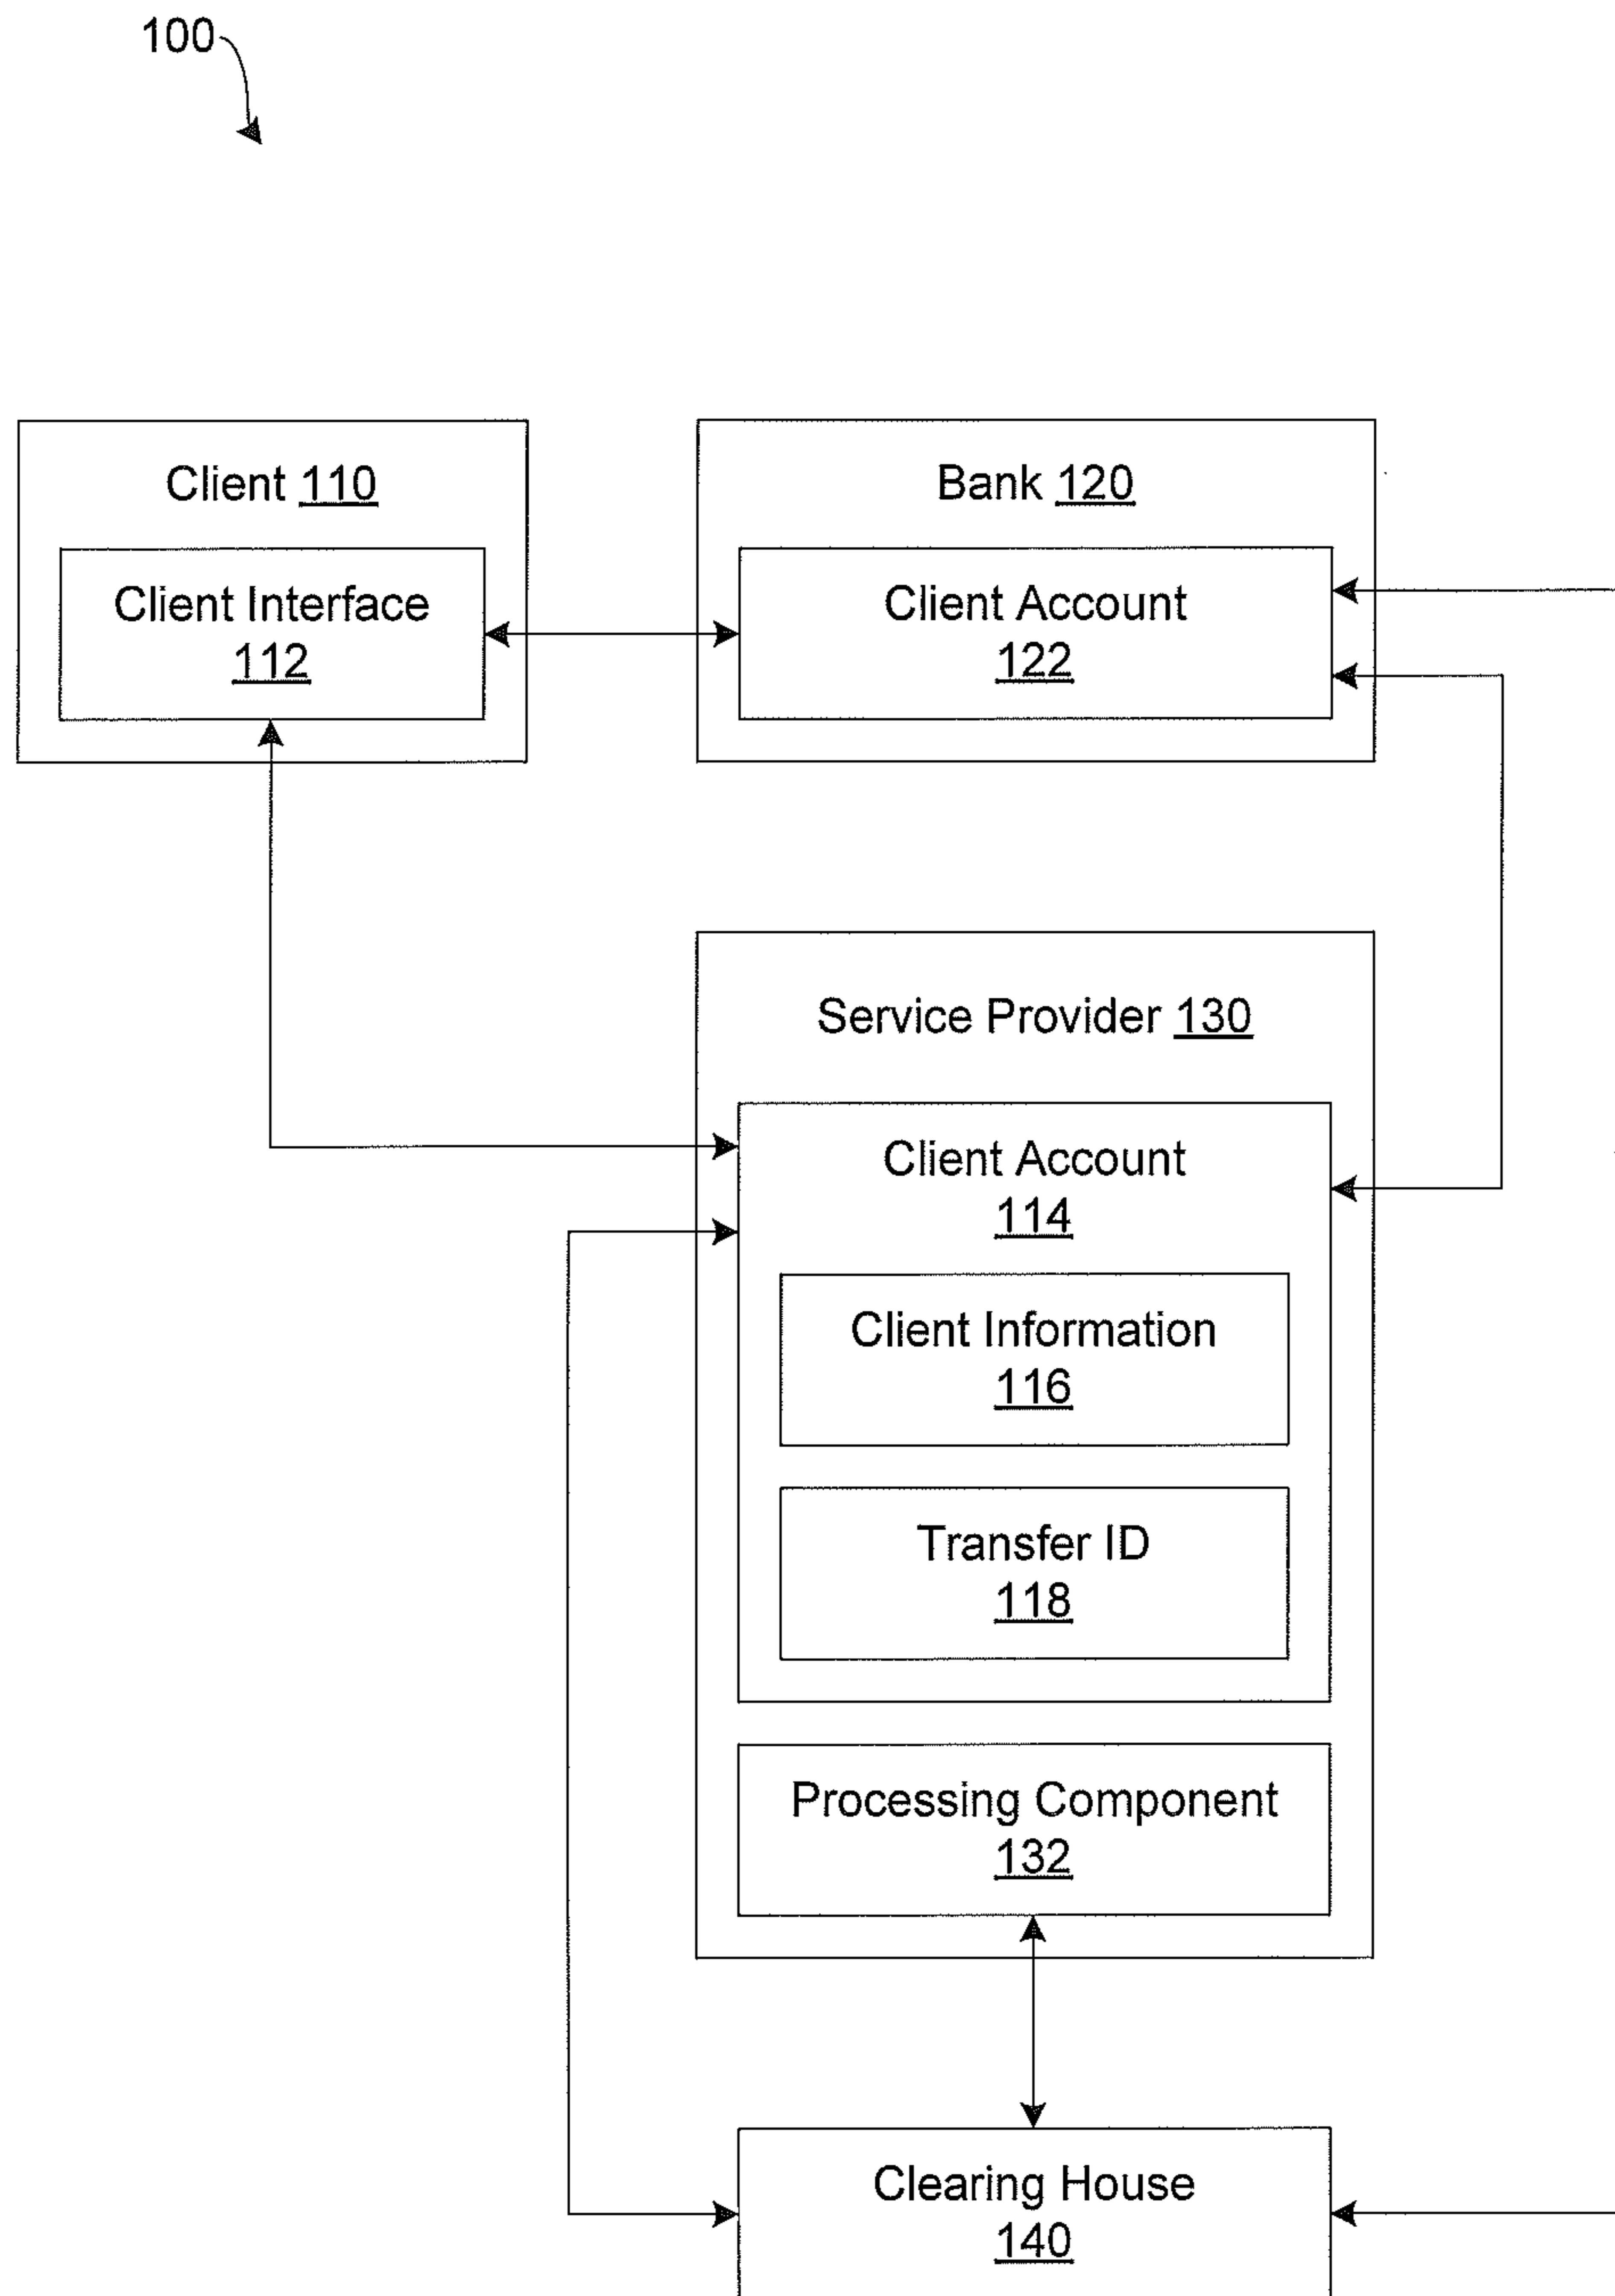 100
Client 110
Client Interface
112
Bank 120
Client Account
122
Service Provider 130
Client Account
114
Client Information
116
Transfer ID
118
Processing Component
132
Clearing House
140